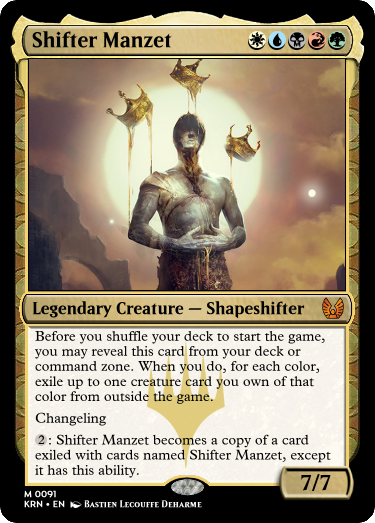 Shifter Manzet
Legendary Creature — Shapeshifter
Before you shuffle your deck to start the game,
you may reveal this card from your deck or
command zone. When you do, for each color,
exile up to one creature card you own of that
color from outside the game.
Changeling
2: Shifter Manzet becomes a copy of a card
exiled with cards named Shifter Manzet, except
it has this ability.
7/7
M 0091
KRN • EN Bastien Lecouffe Deharme